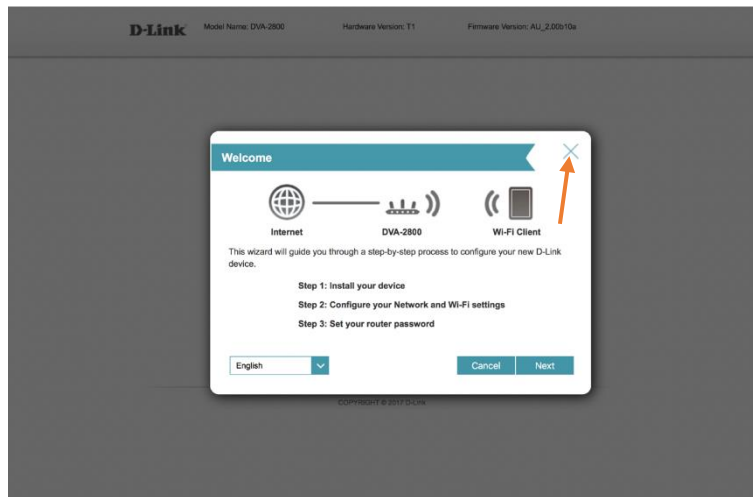 D-Link
Model Name: DVA-2800 Hardware Version: T1 Firmware Version: AU_2.00b10a
Welcome
Internet DVA-2800 Wi-Fi Client
This wizard will guide you through a step-by-step process to configure your new D-Link
device.
Step 1: Install your device
Step 2: Configure your Network and Wi-Fi settings
Step 3: Set your router password
English Cancel Next
COPYRIGHT © 2017 D-Link